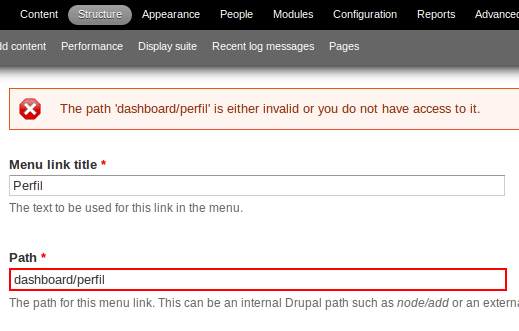 Content Structure Appearance People Modules Configuration Reports Advanced
dd content Performance Display suite Recent log messages Pages
The path 'dashboard/perfil' is either invalid or you do not have access to it.
Menu link title *
Perfil
The text to be used for this link in the menu.
Path *
dashboard/perfil
The path for this menu link. This can be an internal Drupal path such as node/add or an externa